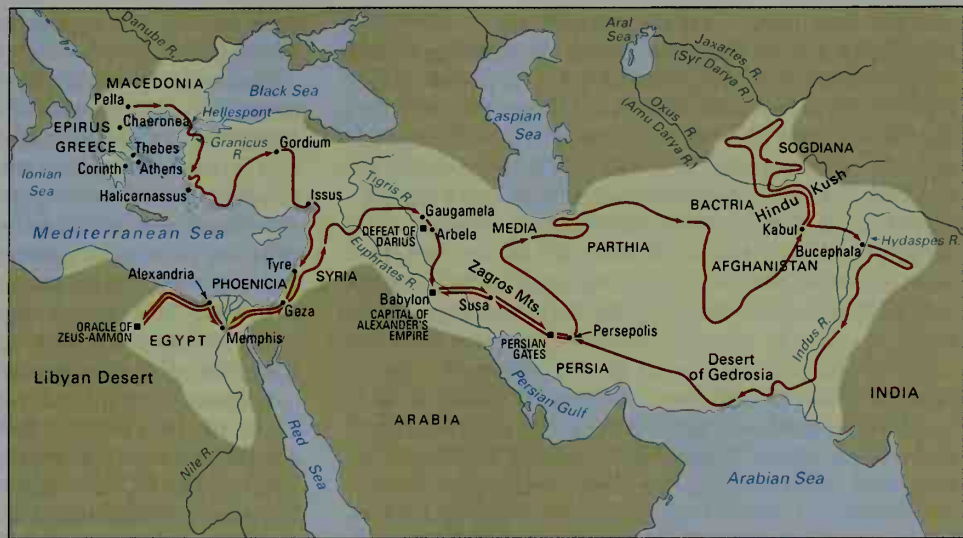 Danube R.
MACEDONIA
Pella
Chaeronea
EPIRUS
GREECE
Thebes
Corinth
Athens
Ionian
Sea
Halicarnassus
Hellespont
Granicus
R.
Black Sea
Gordium
Issus
Mediterranean Sea
Alexandria
PHOENICIA
Tyre
SYRIA
Geza
ORACLE OF
ZEUS-AMMON
EGYPT
Memphis
Libyan Desert
Nile R.
Red
Sea
ARABIA
Tigris R.
Euphrates R.
Gaugamela
DEFEAT OF
DARIUS
Arbela
MEDIA
Babylon
CAPITAL OF
ALEXANDER'S
EMPIRE
Susa
Zagros Mts.
PERSIAN
GATES
Persepolis
PERSIA
Persian Gulf
Caspian
Sea
Aral
Sea
Jaxartes R.
(Syr Darya R.)
Oxus R.
(Amu Darya R.)
SOGDIANA
BACTRIA
Hindu Kush
Kabul
PARTHIA
AFGHANISTAN
Bucephala
Hydaspes R.
Indus R.
Desert
of Gedrosia
INDIA
Arabian Sea